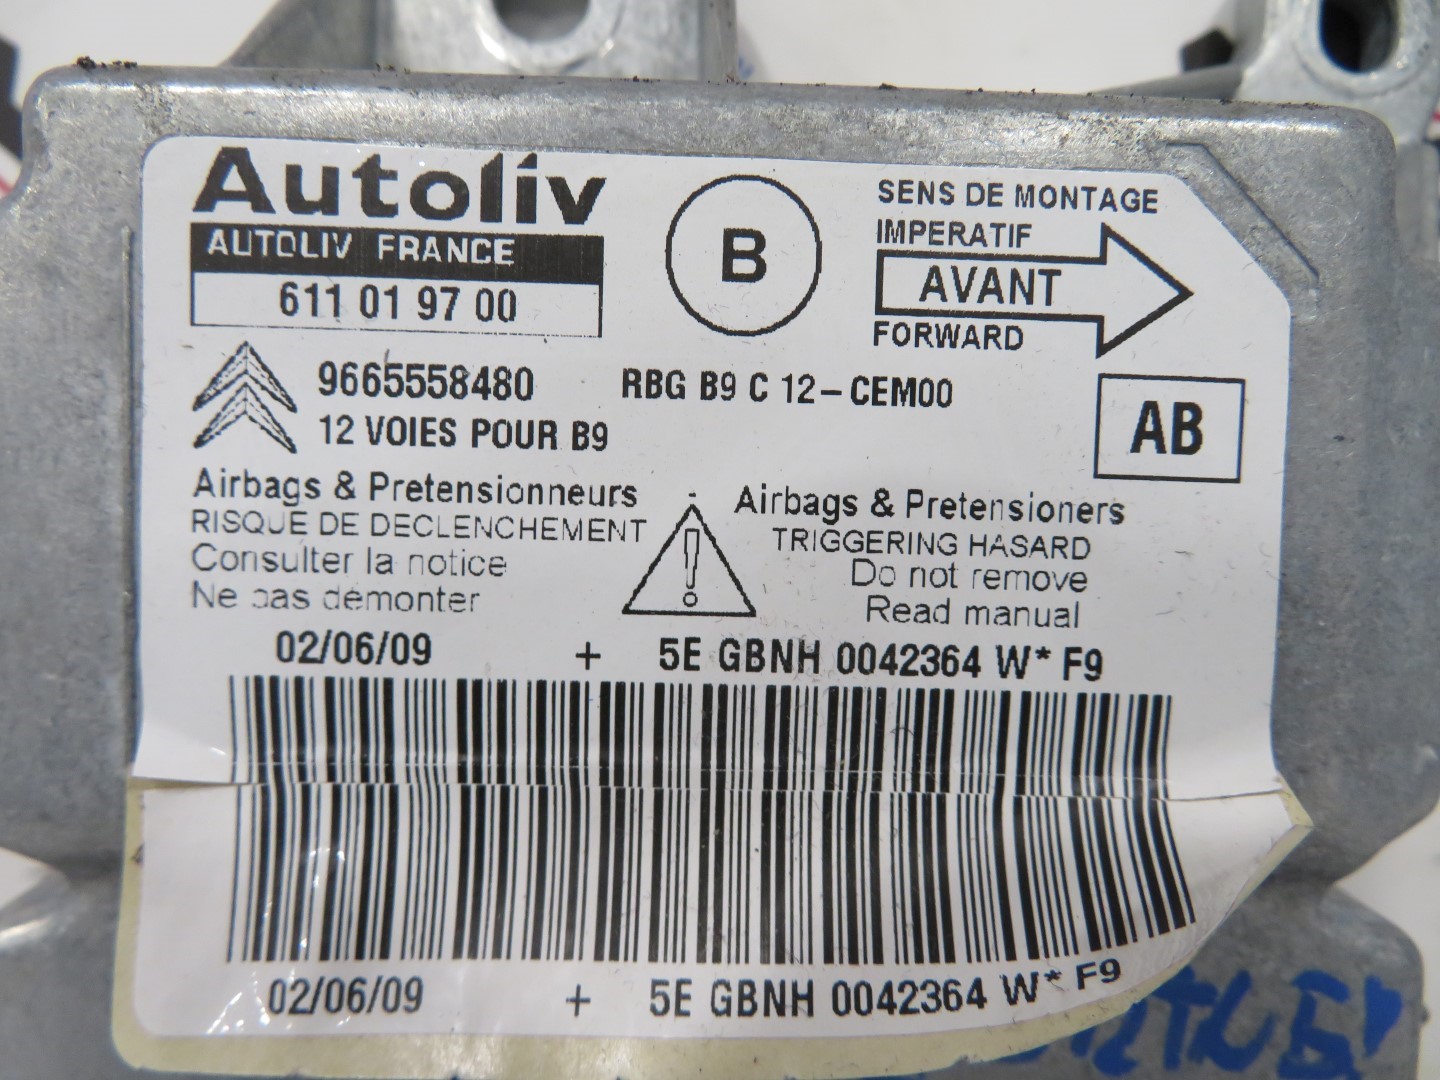 Autoliv
AUTOLIV FRANCE
611 01 97 00
B
SENS DE MONTAGE
IMPERATIF
AVANT
FORWARD
9665558480 RBG B9 C 12-CEM00
12 VOIES POUR B9
AB
Airbags & Pretensionneurs
RISQUE DE DECLENCHEMENT
Consulter la notice
Ne pas démonter
Airbags & Pretensioners
TRIGGERING HASARD
Do not remove
Read manual
02/06/09 + 5E GBNH 0042364 W* F9
02/06/09 + 5E GBNH 0042364 W* F9